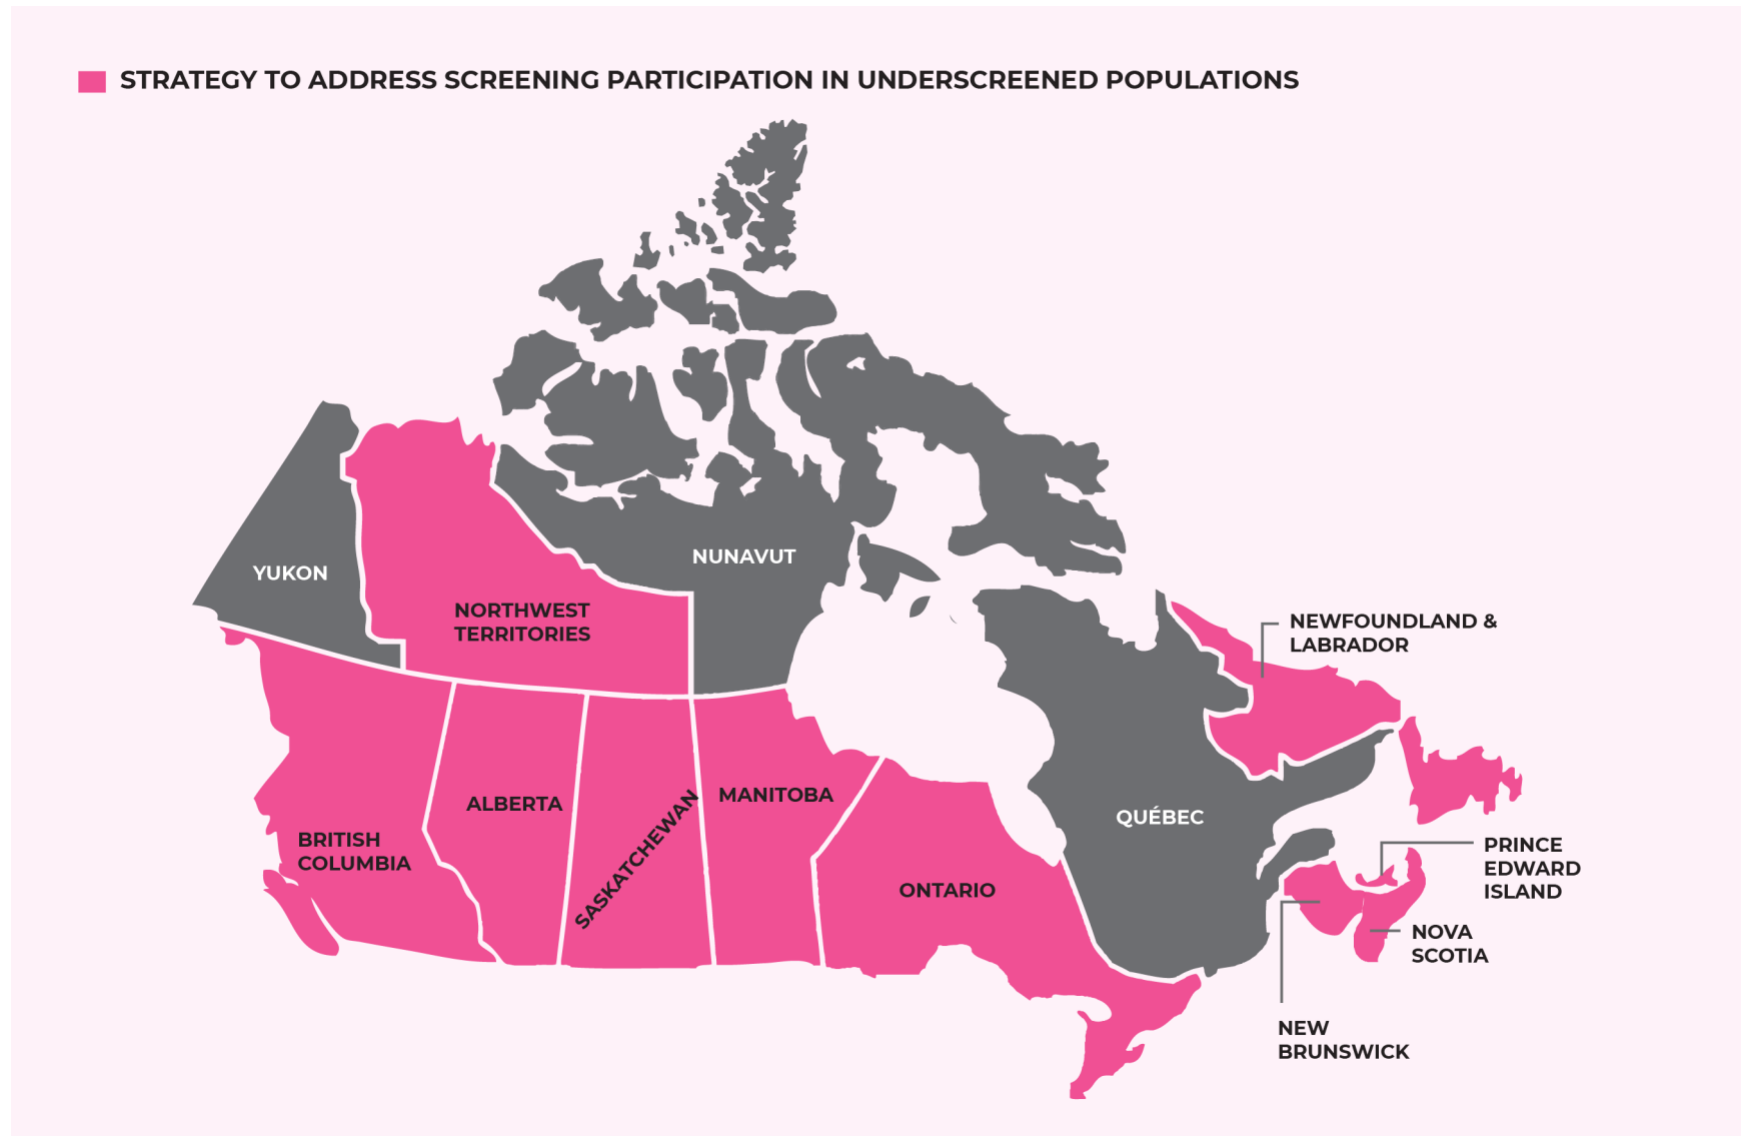 STRATEGY TO ADDRESS SCREENING PARTICIPATION IN UNDERSCREENED POPULATIONS
NUNAVUT
YUKON
NORTHWEST
TERRITORIES
NEWFOUNDLAND &
LABRADOR
BRITISH
COLUMBIA
ALBERTA
SASKATCHEWAN
MANITOBA
ONTARIO
QUÉBEC
PRINCE
EDWARD
ISLAND
NOVA
SCOTIA
NEW
BRUNSWICK